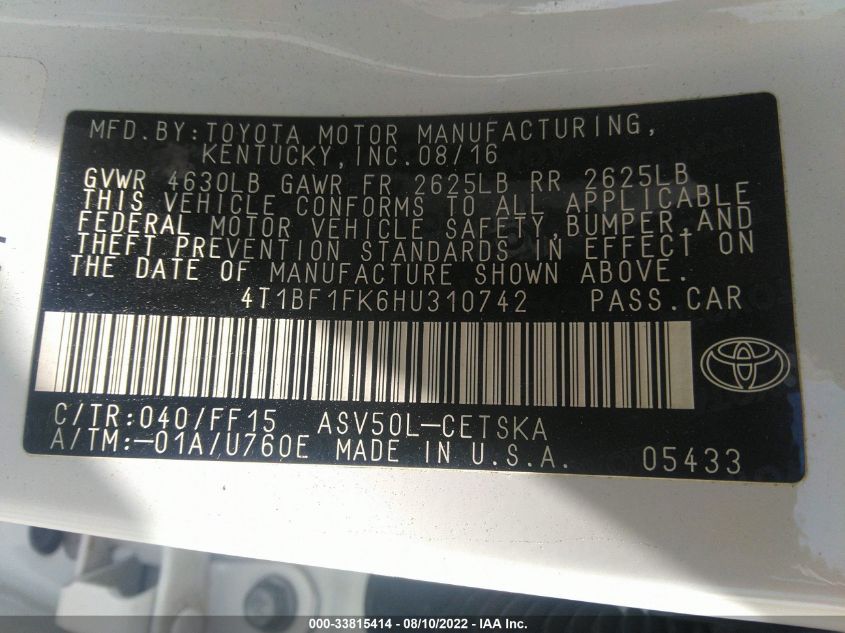 MFD.BY:TOYOTA MOTOR MANUFACTURING,
KENTUCKY,INC.08/16
GVWR 4630LB GAWR FR 2625LB RR 2625LB
THIS VEHICLE CONFORMS TO ALL APPLICABLE
FEDERAL MOTOR VEHICLE SAFETY,BUMPER,AND
THEFT PREVENTION STANDARDS IN EFFECT ON
THE DATE OF MANUFACTURE SHOWN ABOVE.
4T1BF1FK6HU310742 PASS.CAR
C/TR:040/FF15 ASV50L-CETSKA
A/TM:-01A/U760E MADE IN U.S.A. 05433
000-33815414 - 08/10/2022 - IAA Inc.